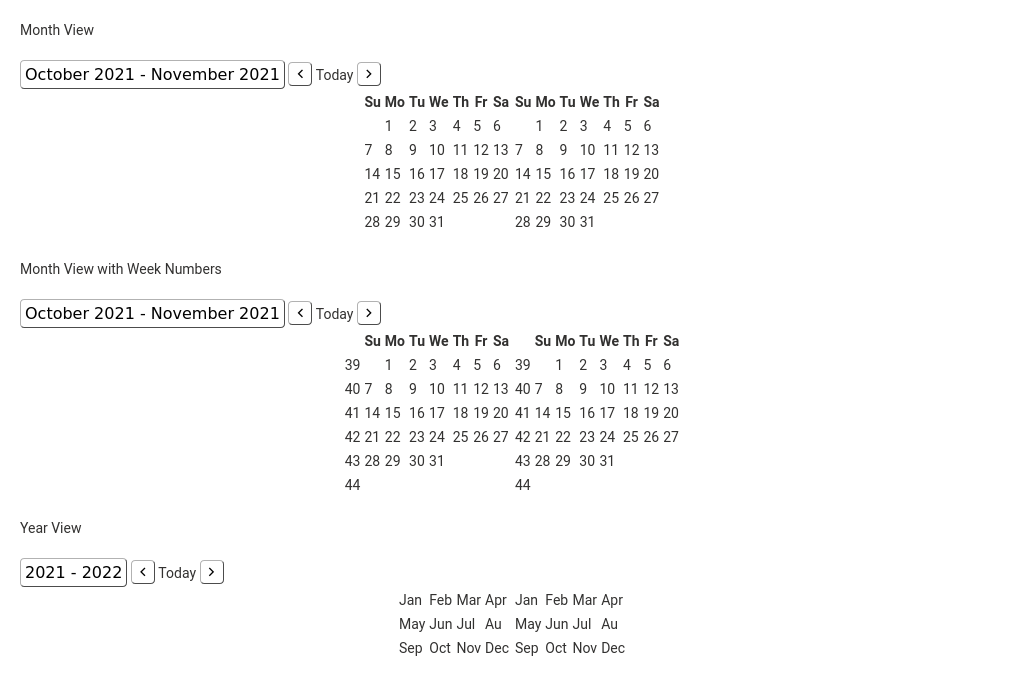 Month View
October 2021 - November 2021 Today
Su Mo Tu We Th Fr Sa Su Mo Tu We Th Fr Sa
1 2 3 4 5 6 1 2 3 4 5 6
7 8 9 10 11 12 13 7 8 9 10 11 12 13
14 15 16 17 18 19 20 14 15 16 17 18 19 20
21 22 23 24 25 26 27 21 22 23 24 25 26 27
28 29 30 31 28 29 30 31
Month View with Week Numbers
October 2021 - November 2021 Today
Su Mo Tu We Th Fr Sa Su Mo Tu We Th Fr Sa
39 1 2 3 4 5 6 39 1 2 3 4 5 6
40 7 8 9 10 11 12 13 40 7 8 9 10 11 12 13
41 14 15 16 17 18 19 20 41 14 15 16 17 18 19 20
42 21 22 23 24 25 26 27 42 21 22 23 24 25 26 27
43 28 29 30 31 43 28 29 30 31
44 44
Year View
2021 - 2022 Today
Jan Feb Mar Apr Jan Feb Mar Apr
May Jun Jul Au May Jun Jul Au
Sep Oct Nov Dec Sep Oct Nov Dec